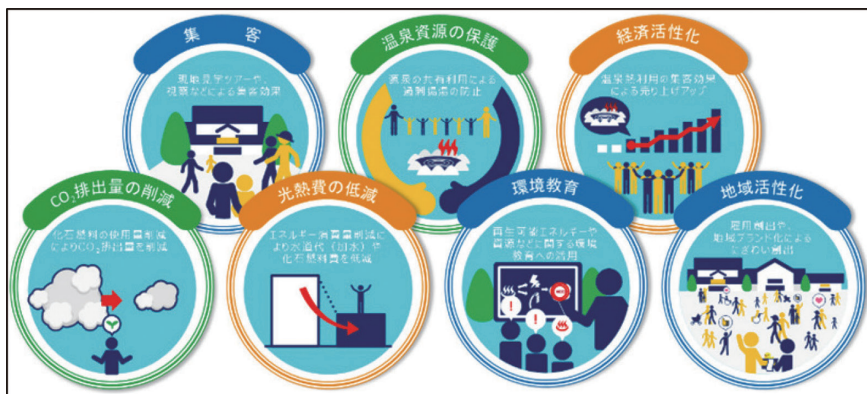 集客
現地見学ツアーや、
視察などによる集客効果
温泉資源の保護
源泉の共有利用による
過剰採湯の防止
経済活性化
温泉熱利用の集客効果
による売り上げアップ
CO₂排出量の削減
化石燃料の使用量削減
によりCO₂排出量を削減
光熱費の低減
エネルギー消費量削減に
より水道代（加水）や
化石燃料費を低減
環境教育
再生可能エネルギーや
資源などに関する環境
教育への活用
地域活性化
雇用創出や、
地域ブランド化による
にぎわい創出